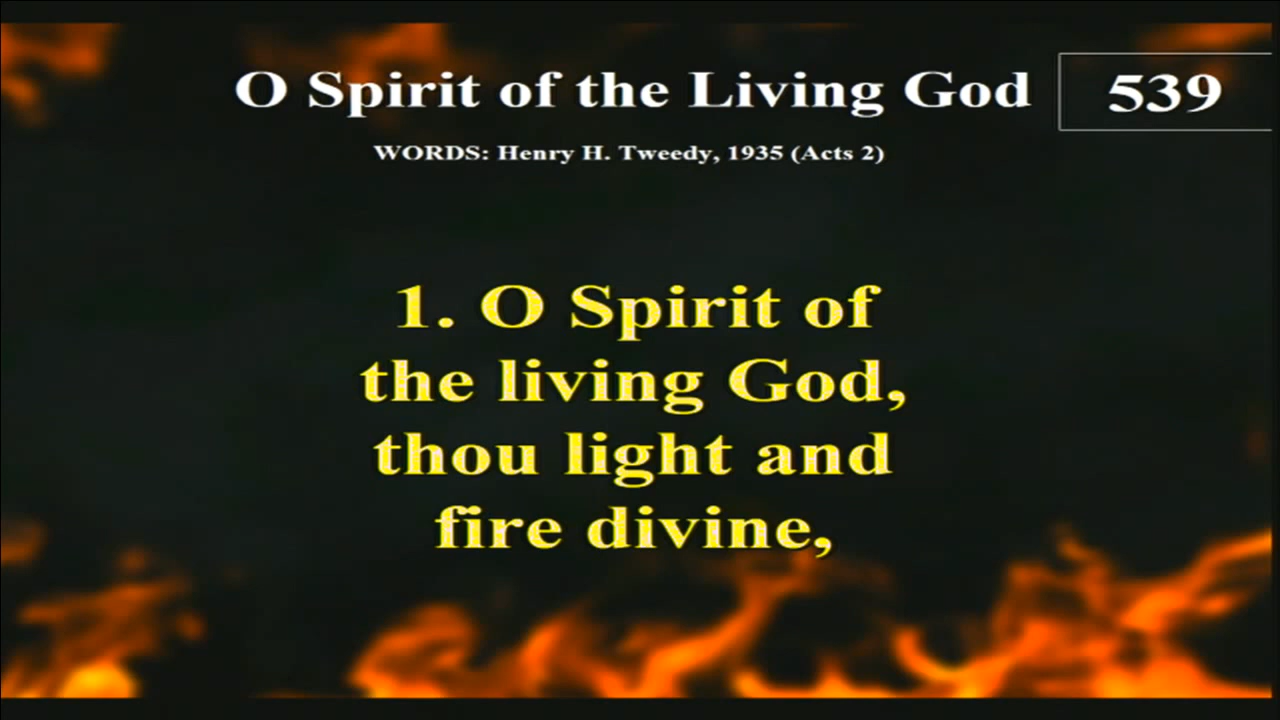 O Spirit of the Living God 539
WORDS: Henry H. Tweedy, 1935 (Acts 2)
1. O Spirit of
the living God,
thou light and
fire divine,